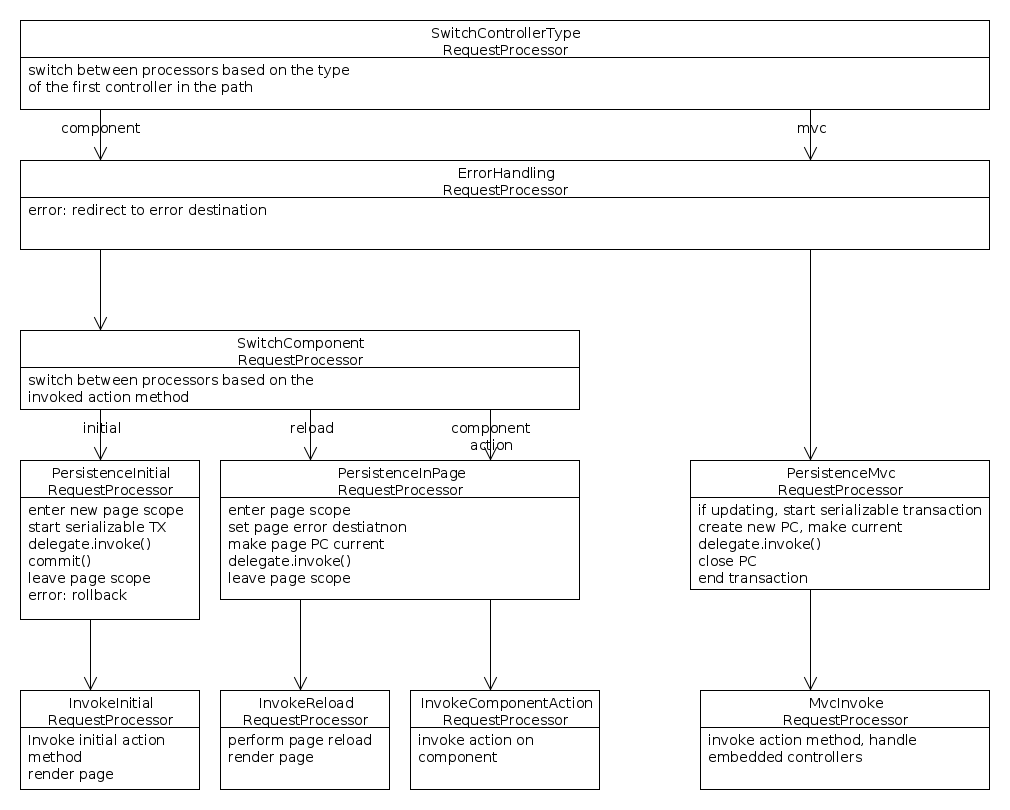 SwitchControllerType
RequestProcessor
switch between processors based on the type
of the first controller in the path
component
mvc
ErrorHandling
RequestProcessor
error: redirect to error destination
SwitchComponent
RequestProcessor
switch between processors based on the
invoked action method
initial
reload
component
action
PersistenceInitial
RequestProcessor
enter new page scope
start serializable TX
delegate.invoke()
commit()
leave page scope
error: rollback
PersistenceInPage
RequestProcessor
enter page scope
set page error destiatnon
make page PC current
delegate.invoke()
leave page scope
PersistenceMvc
RequestProcessor
if updating, start serializable transaction
create new PC, make current
delegate.invoke()
close PC
end transaction
InvokeInitial
RequestProcessor
Invoke initial action
method
render page
InvokeReload
RequestProcessor
perform page reload
render page
InvokeComponentAction
RequestProcessor
invoke action on
component
MvcInvoke
RequestProcessor
invoke action method, handle
embedded controllers